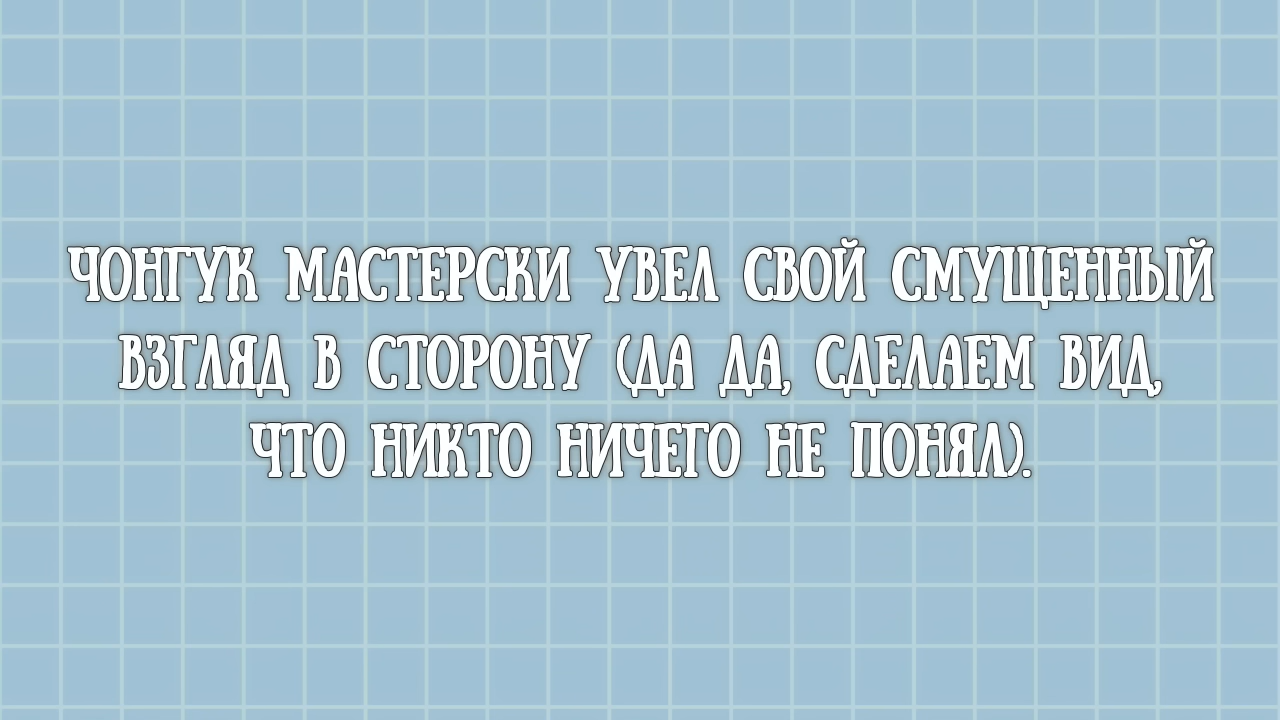 ЧОНГУК МАСТЕРСКИ УВЕЛ СВОЙ СМУЩЕННЫЙ
ВЗГЛЯД В СТОРОНУ (ДА ДА, СДЕЛАЕМ ВИД,
ЧТО НИКТО НИЧЕГО НЕ ПОНЯЛ).